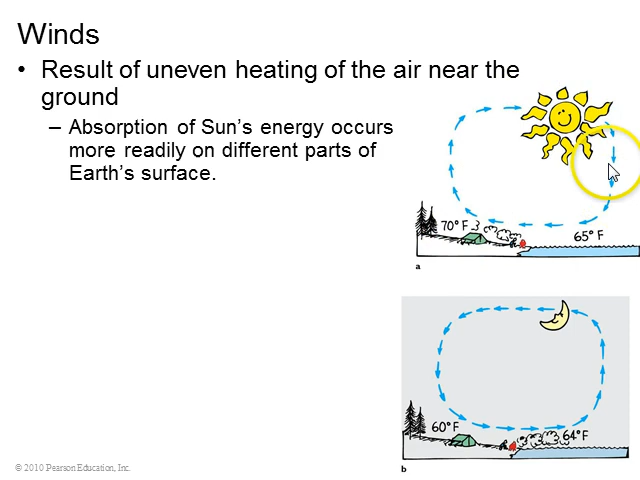 Winds
• Result of uneven heating of the air near the
ground
– Absorption of Sun’s energy occurs
more readily on different parts of
Earth’s surface.
70° F
65° F
a
60° F
64° F
b
© 2010 Pearson Education, Inc.